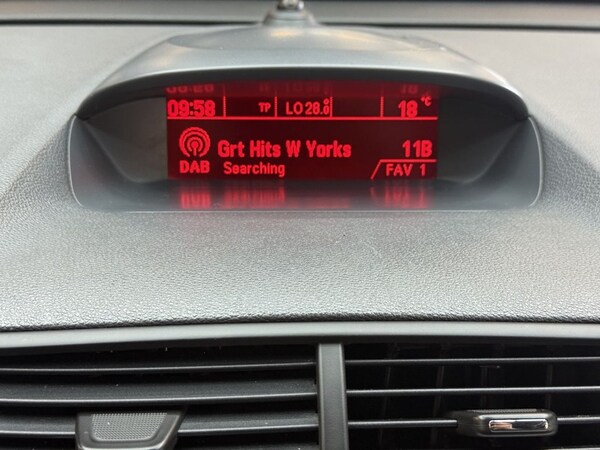 09:58 TP LO 28.0 18 °C
Grt Hits W Yorks 11B
DAB Searching FAV 1